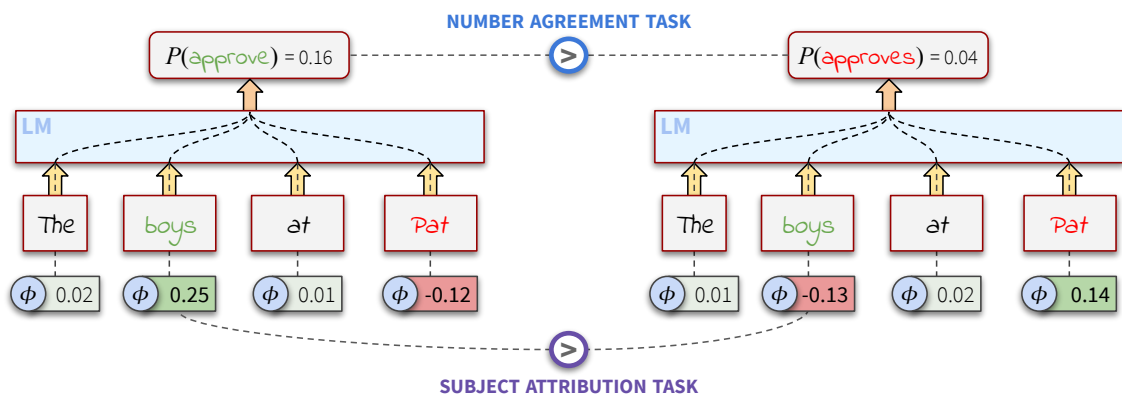 NUMBER AGREEMENT TASK
P(approve) = 0.16
>
P(approves) = 0.04
LM
LM
The boys at Pat
The boys at Pat
ϕ 0.02 ϕ 0.25 ϕ 0.01 ϕ -0.12
ϕ 0.01 ϕ -0.13 ϕ 0.02 ϕ 0.14
>
SUBJECT ATTRIBUTION TASK